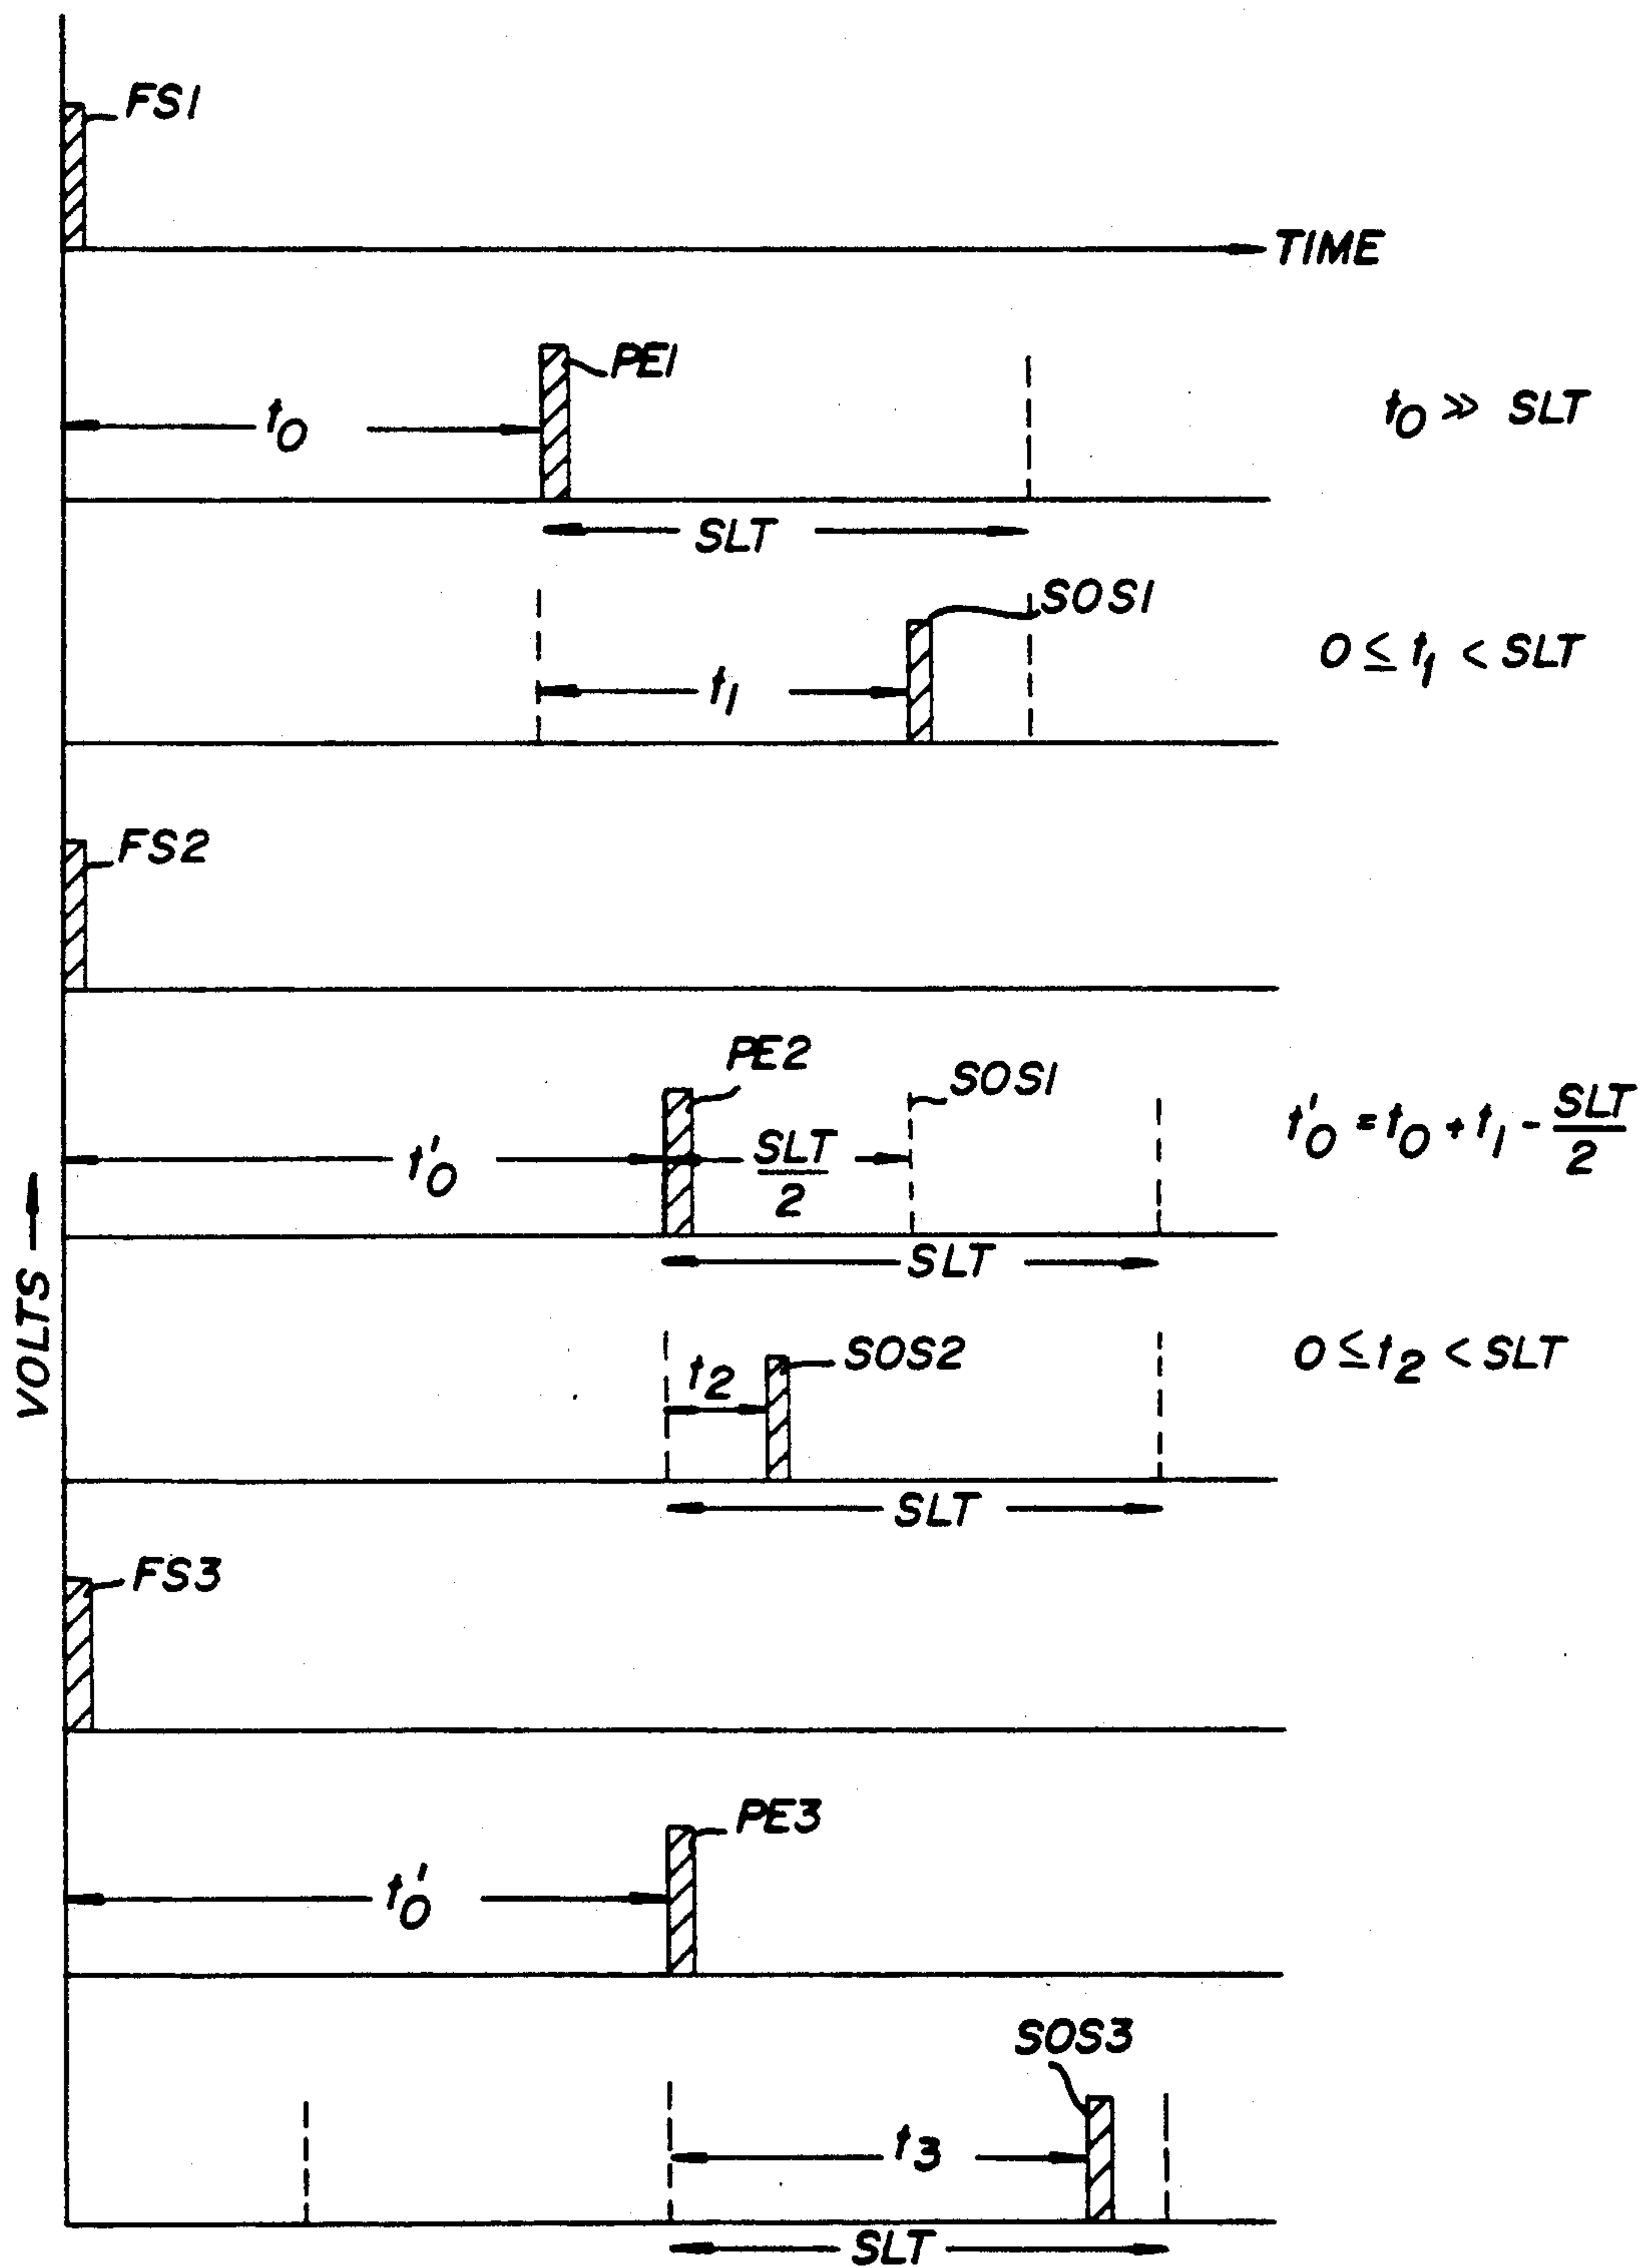 FS1
TIME
PE1
t0
t0 >> SLT
SLT
SOS1
t1
0 ≤ t1 < SLT
FS2
PE2
SOS1
t'0
SLT/2
t'0 = t0 + t1 - SLT/2
SLT
VOLTS
SOS2
t2
0 ≤ t2 < SLT
SLT
FS3
PE3
t0'
SOS3
t3
SLT